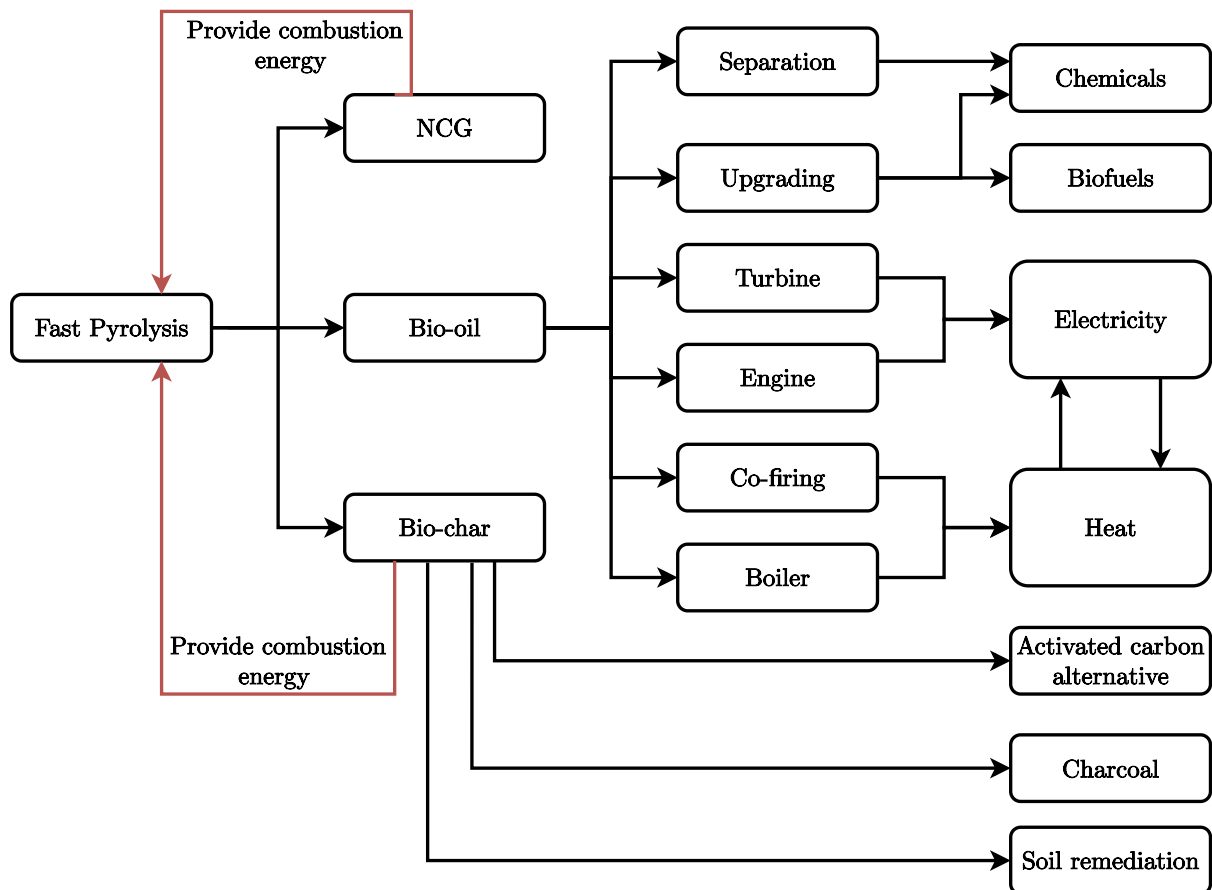 Provide combustion
energy
NCG
Separation
Chemicals
Upgrading
Biofuels
Fast Pyrolysis
Bio-oil
Turbine
Electricity
Engine
Co-firing
Bio-char
Heat
Boiler
Provide combustion
energy
Activated carbon
alternative
Charcoal
Soil remediation